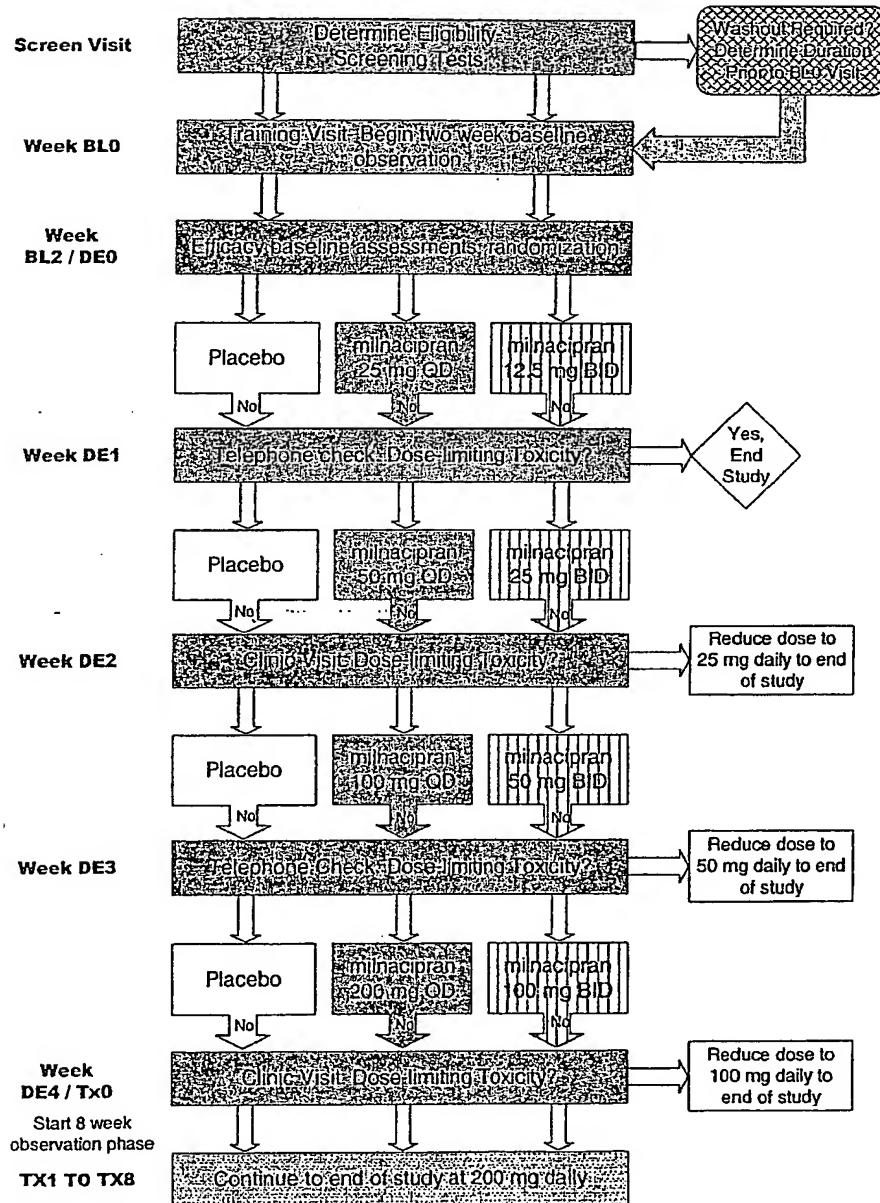 Screen Visit
Determine Eligibility
Screening Tests
Washout Required
Determine Duration
Prior to BL0 Visit
Week BL0
Training Visit. Begin two week baseline
observation
Week
BL2 / DE0
Efficacy baseline assessments, randomization
Placebo
milnacipran
25 mg QD
milnacipran
12.5 mg BID
No
No
No
Week DE1
Telephone check. Dose-limiting Toxicity?
Yes,
End
Study
Placebo
milnacipran
50 mg QD
milnacipran
25 mg BID
No
No
No
Week DE2
Clinic Visit. Dose-limiting Toxicity?
Reduce dose to
25 mg daily to end
of study
Placebo
milnacipran
100 mg QD
milnacipran
50 mg BID
No
No
No
Week DE3
Telephone Check. Dose-limiting Toxicity?
Reduce dose to
50 mg daily to end
of study
Placebo
milnacipran
200 mg QD
milnacipran
100 mg BID
No
No
No
Week
DE4 / Tx0
Clinic Visit. Dose-limiting Toxicity?
Reduce dose to
100 mg daily to
end of study
Start 8 week
observation phase
TX1 TO TX8
Continue to end of study at 200 mg daily